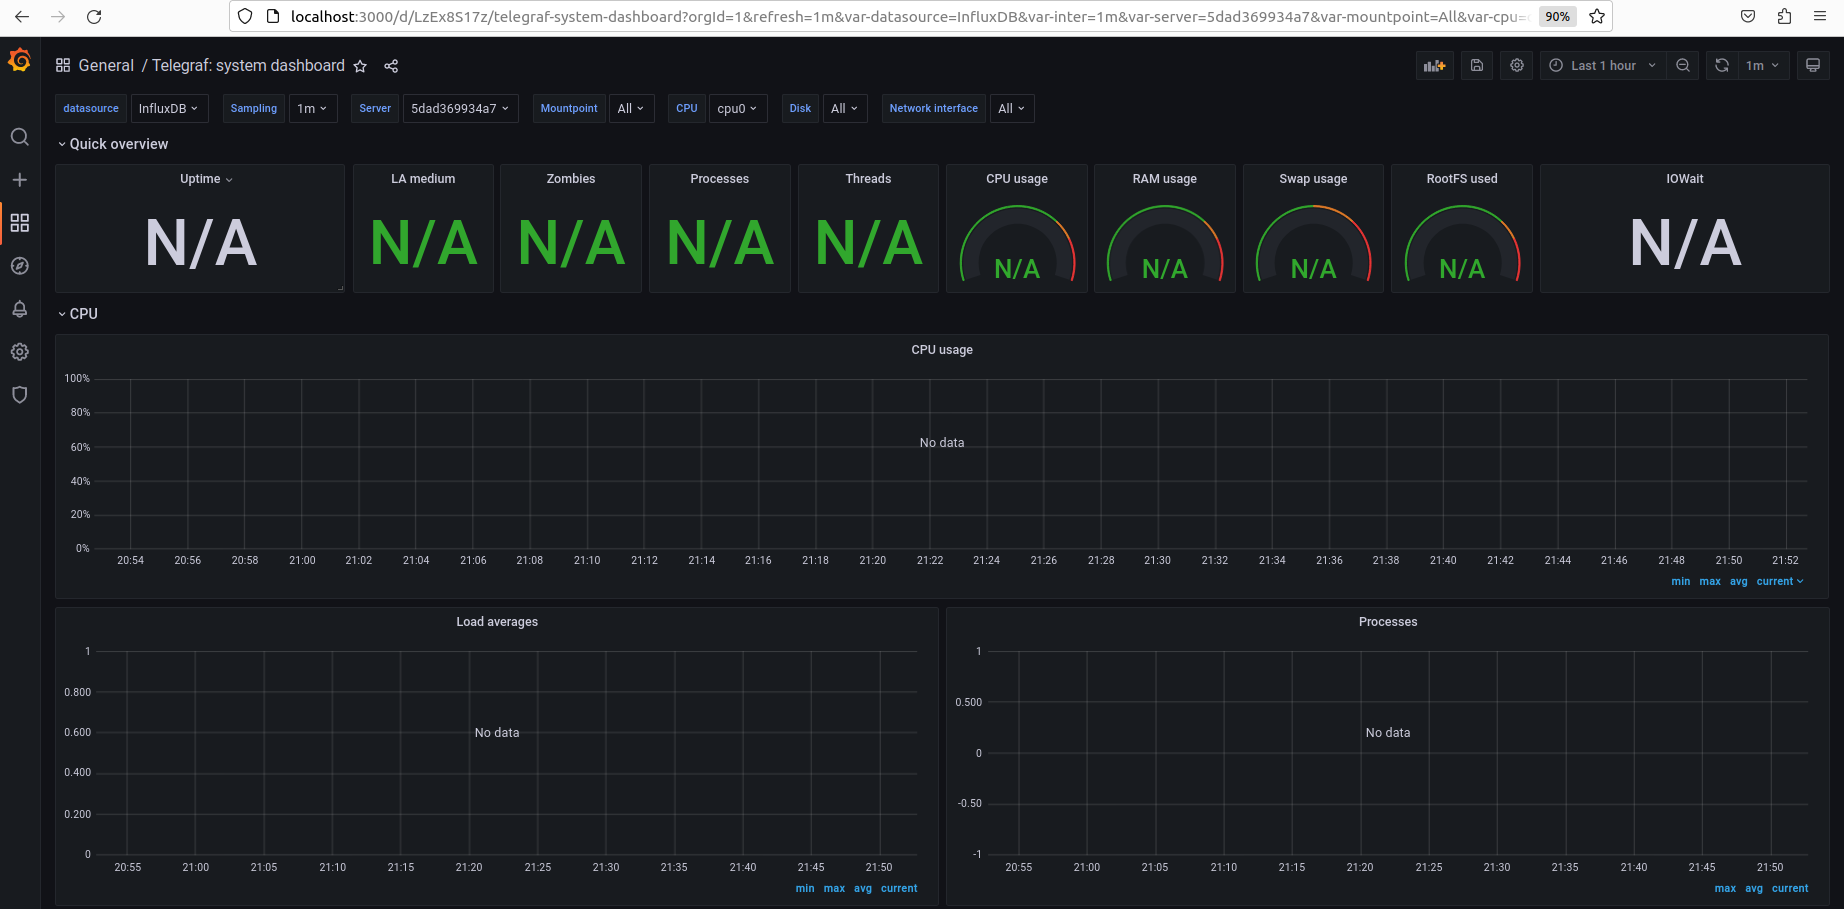 localhost:3000/d/LzEx8S17z/telegraf-system-dashboard?orgId=1&refresh=1m&var-datasource=InfluxDB&var-inter=1m&var-server=5dad369934a7&var-mountpoint=All&var-cpu= 90%
General / Telegraf: system dashboard Last 1 hour 1m
datasource InfluxDB Sampling 1m Server 5dad369934a7 Mountpoint All CPU cpu0 Disk All Network interface All
Quick overview
Uptime LA medium Zombies Processes Threads CPU usage RAM usage Swap usage RootFS used IOWait
N/A N/A N/A N/A N/A N/A N/A N/A N/A N/A
CPU
CPU usage
100%
80%
60%
No data
40%
20%
0%
20:54 20:56 20:58 21:00 21:02 21:04 21:06 21:08 21:10 21:12 21:14 21:16 21:18 21:20 21:22 21:24 21:26 21:28 21:30 21:32 21:34 21:36 21:38 21:40 21:42 21:44 21:46 21:48 21:50 21:52
min max avg current
Load averages
1
0.800
0.600
No data
0.400
0.200
0
20:55 21:00 21:05 21:10 21:15 21:20 21:25 21:30 21:35 21:40 21:45 21:50
min max avg current
Processes
1
0.500
No data
0
-0.50
-1
20:55 21:00 21:05 21:10 21:15 21:20 21:25 21:30 21:35 21:40 21:45 21:50
max avg current